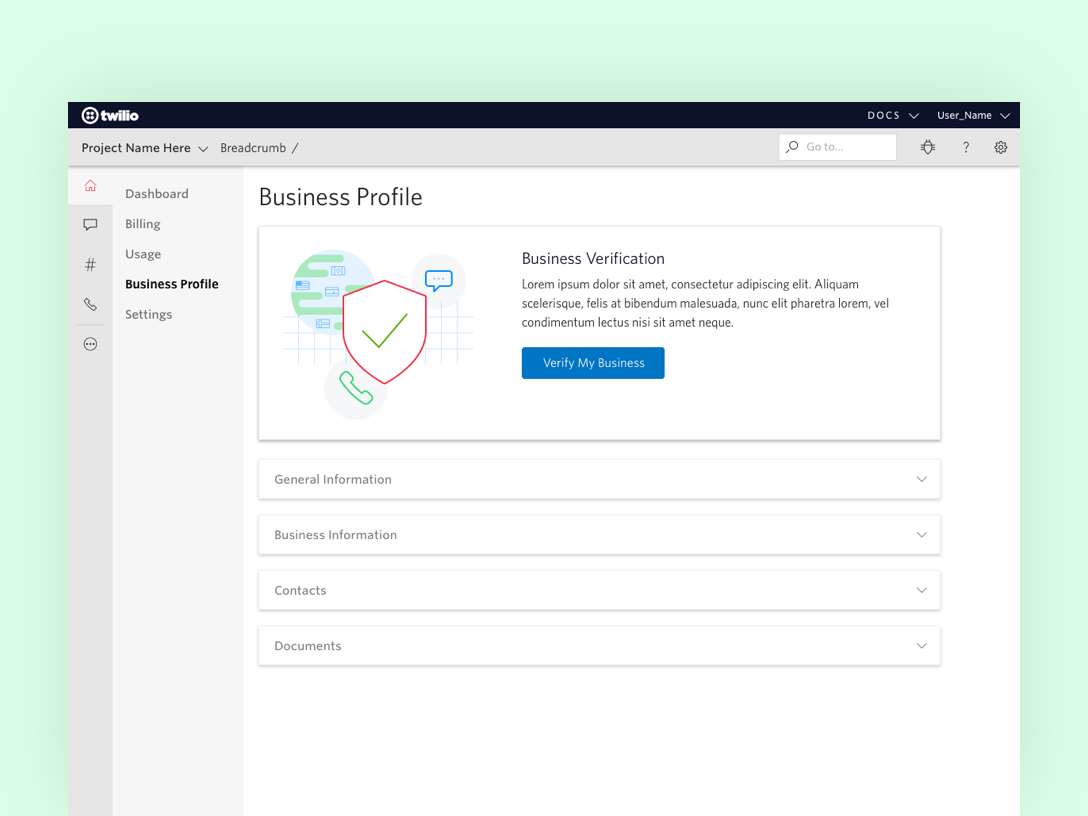 twilio
DOCS
User_Name
Project Name Here
Breadcrumb /
Go to...
?
#
Dashboard
Billing
Usage
Business Profile
Settings
Business Profile
Business Verification
Lorem ipsum dolor sit amet, consectetur adipiscing elit. Aliquam
scelerisque, felis at bibendum malesuada, nunc elit pharetra lorem, vel
condimentum lectus nisi sit amet neque.
Verify My Business
General Information
Business Information
Contacts
Documents